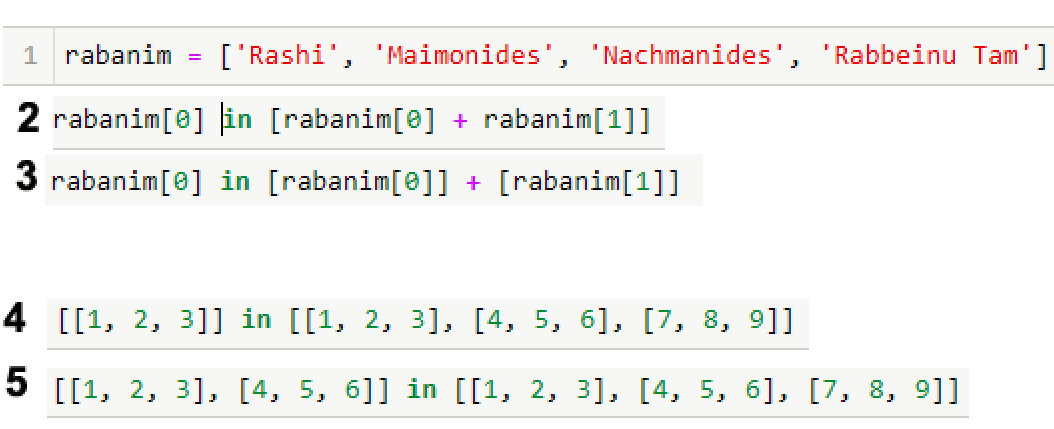 1 rabanim = ['Rashi', 'Maimonides', 'Nachmanides', 'Rabbeinu Tam']
2 rabanim[0] in [rabanim[0] + rabanim[1]]
3 rabanim[0] in [rabanim[0]] + [rabanim[1]]
4 [[1, 2, 3]] in [[1, 2, 3], [4, 5, 6], [7, 8, 9]]
5 [[1, 2, 3], [4, 5, 6]] in [[1, 2, 3], [4, 5, 6], [7, 8, 9]]